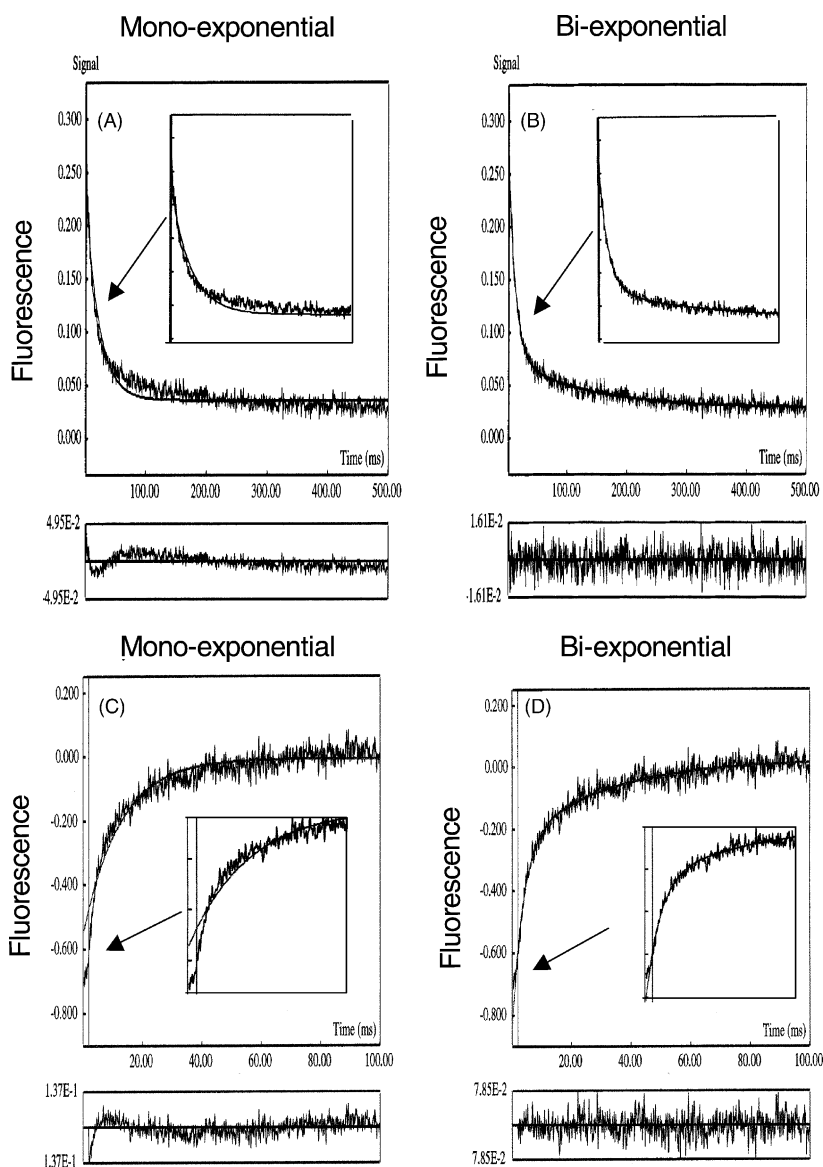 Mono-exponential
Bi-exponential
Signal
(A)
0.300
0.250
0.200
0.150
0.100
0.050
0.000
Fluorescence
Time (ms)
100.00 200.00 300.00 400.00 500.00
4.95E-2
-4.95E-2
Signal
(B)
0.300
0.250
0.200
0.150
0.100
0.050
0.000
Fluorescence
Time (ms)
100.00 200.00 300.00 400.00 500.00
1.61E-2
-1.61E-2
Mono-exponential
Bi-exponential
(C)
0.200
0.000
-0.200
-0.400
-0.600
-0.800
Fluorescence
Time (ms)
20.00 40.00 60.00 80.00 100.00
1.37E-1
1.37E-1
(D)
0.200
0.000
-0.200
-0.400
-0.600
-0.800
Fluorescence
Time (ms)
20.00 40.00 60.00 80.00 100.00
7.85E-2
7.85E-2